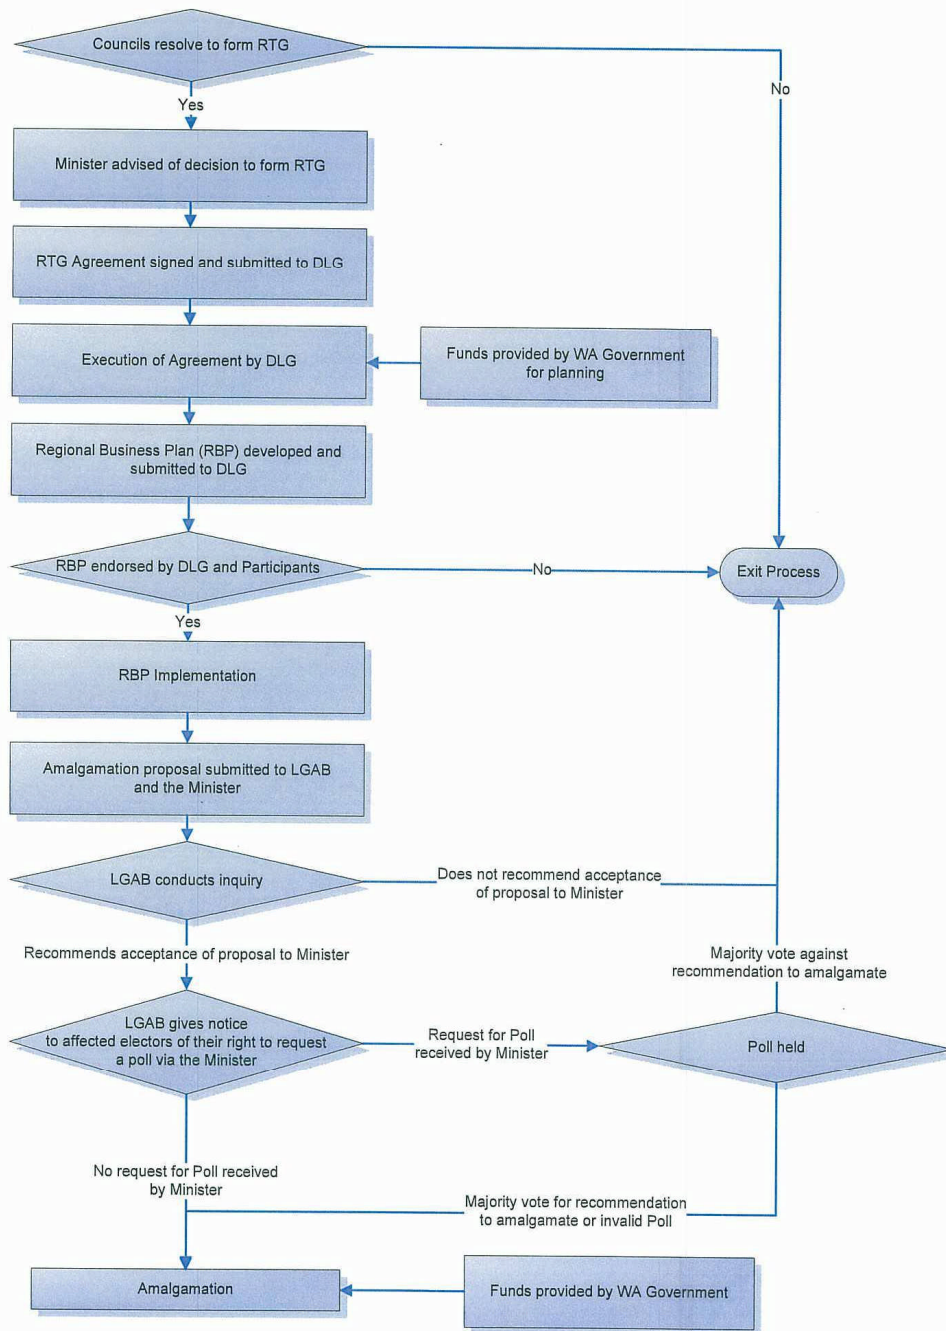 Councils resolve to form RTG
No
Yes
Minister advised of decision to form RTG
RTG Agreement signed and submitted to DLG
Execution of Agreement by DLG
Funds provided by WA Government
for planning
Regional Business Plan (RBP) developed and
submitted to DLG
RBP endorsed by DLG and Participants
No
Exit Process
Yes
RBP Implementation
Amalgamation proposal submitted to LGAB
and the Minister
LGAB conducts inquiry
Does not recommend acceptance
of proposal to Minister
Recommends acceptance of proposal to Minister
Majority vote against
recommendation to amalgamate
LGAB gives notice
to affected electors of their right to request
a poll via the Minister
Request for Poll
received by Minister
Poll held
No request for Poll received
by Minister
Majority vote for recommendation
to amalgamate or invalid Poll
Amalgamation
Funds provided by WA Government